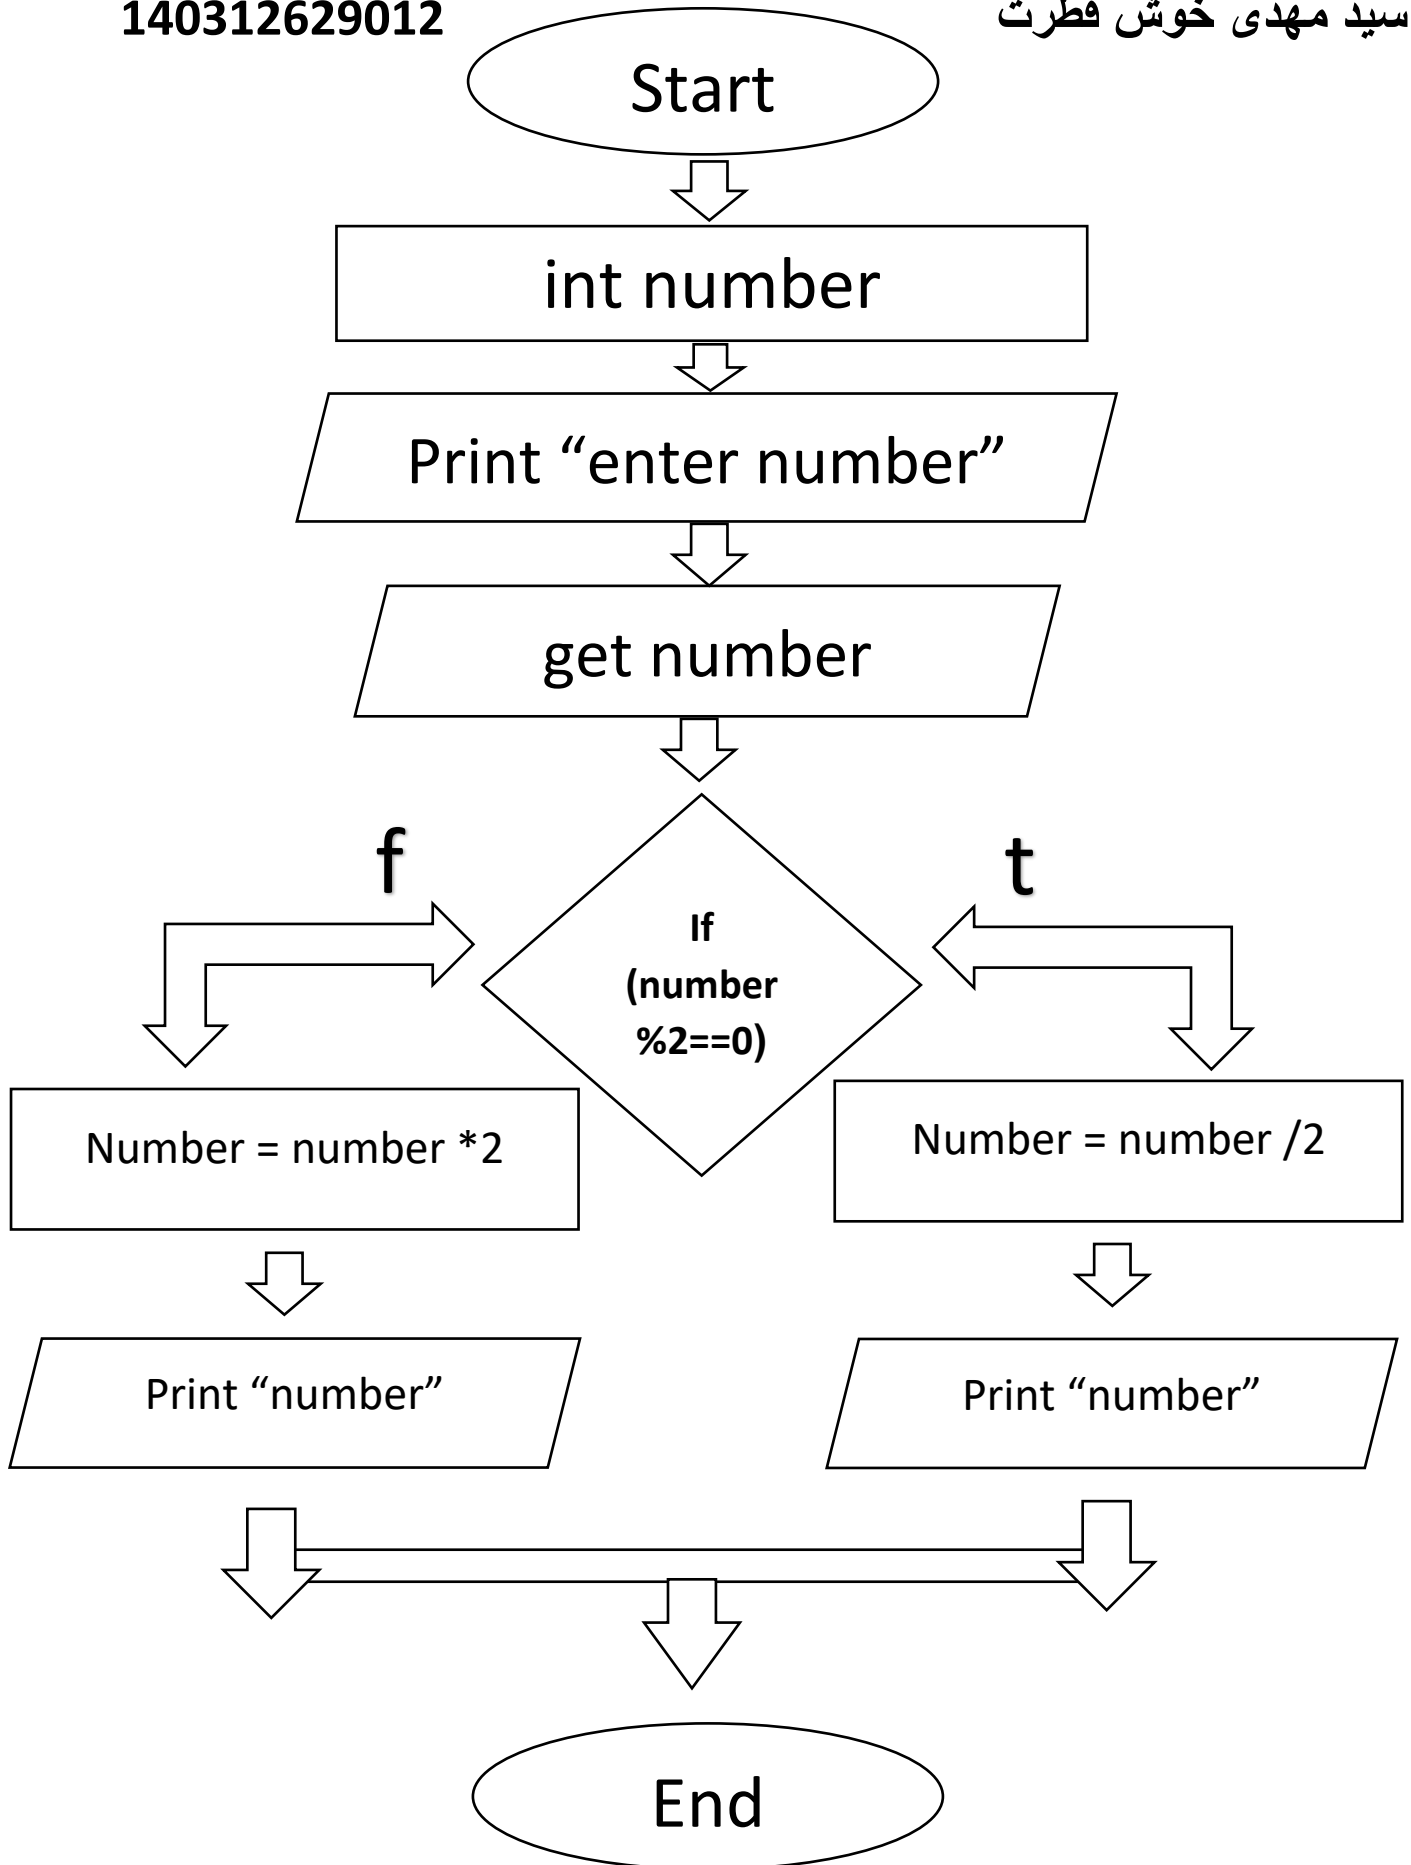 140312629012
سید مهدی خوش فطرت
Start
int number
Print “enter number”
get number
f
t
If
(number
%2==0)
Number = number *2
Number = number /2
Print “number”
Print “number”
End